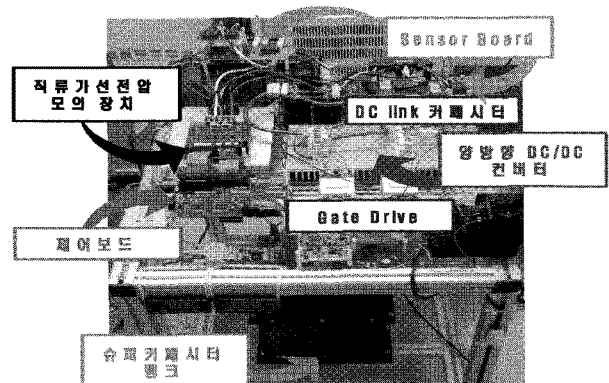 Sensor Board
직류가선전압
모의 장치
DC link 커패시터
양방향 DC/DC
컨버터
Gate Drive
제어보드
슈퍼커패시터
뱅크